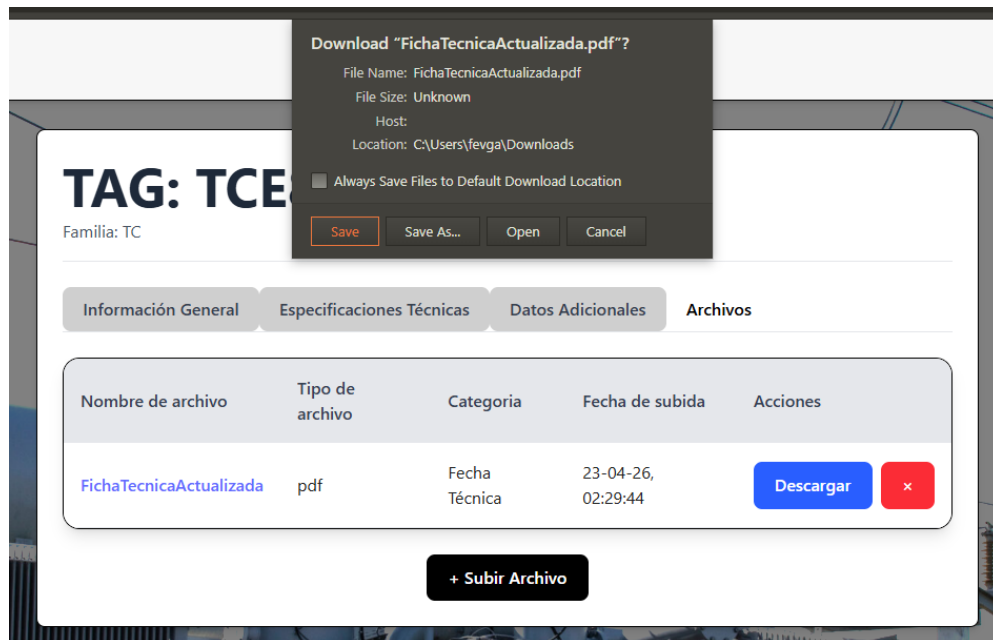 Download “FichaTecnicaActualizada.pdf”?
File Name: FichaTecnicaActualizada.pdf
File Size: Unknown
Host:
Location: C:\Users\fevga\Downloads
Always Save Files to Default Download Location
Save Save As... Open Cancel
TAG:
Familia: TC
Información General Especificaciones Técnicas Datos Adicionales Archivos
Nombre de archivo Tipo de archivo Categoria Fecha de subida Acciones
FichaTecnicaActualizada pdf Fecha Técnica 23-04-26, 02:29:44 Descargar ×
+ Subir Archivo